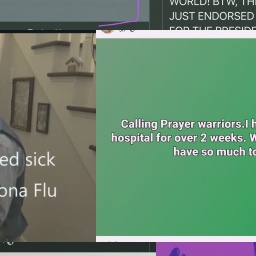 WORLD! BTW, TH
JUST ENDORSED
FOR THE PRESIDE
Calling Prayer warriors.I h
hospital for over 2 weeks. W
have so much to
ed sick
ona Flu